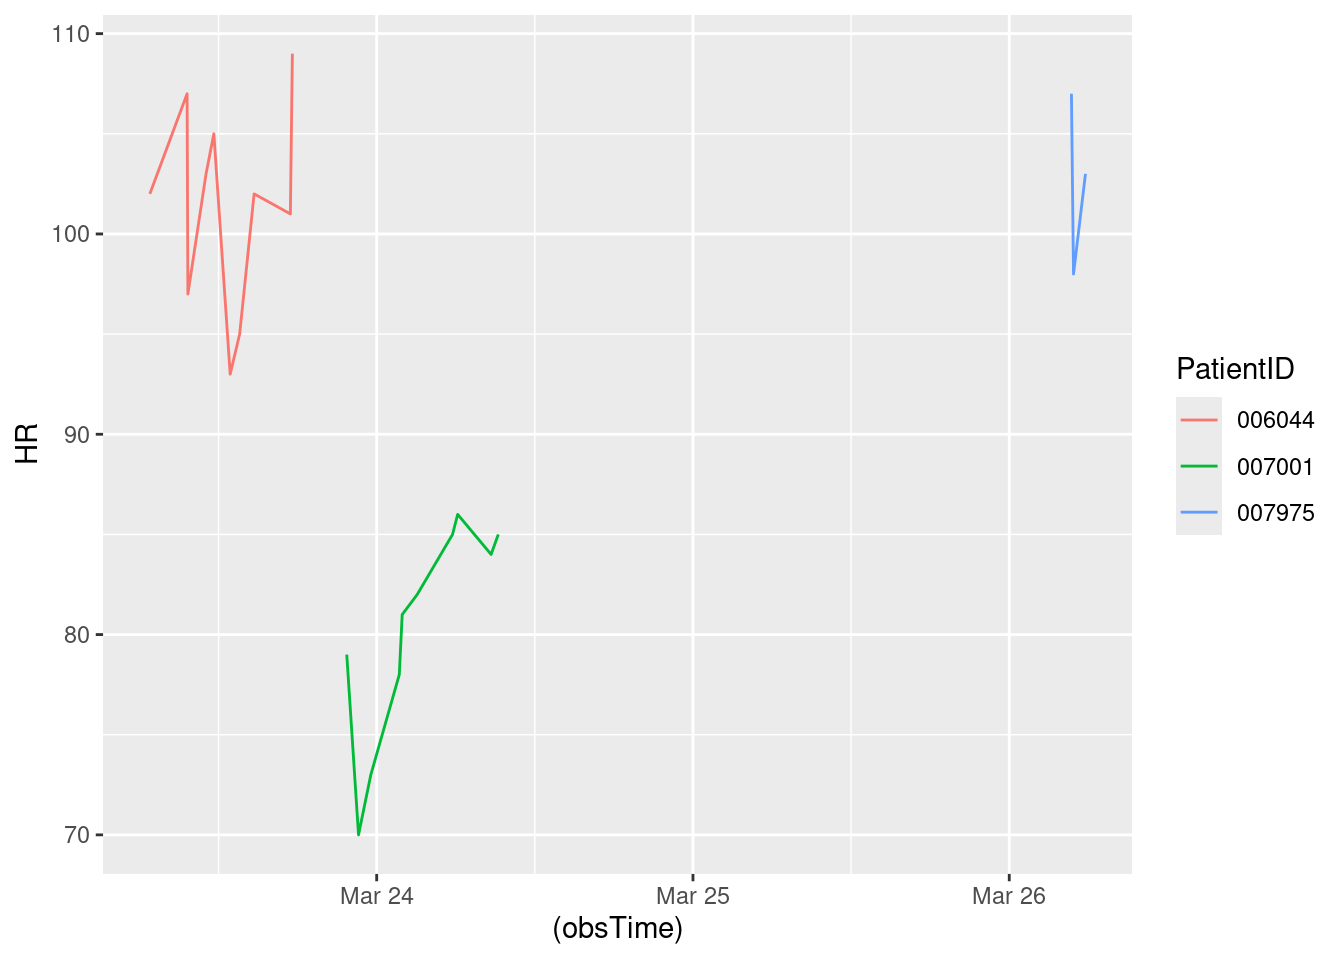 110
100
90
80
70
HR
Mar 24
Mar 25
Mar 26
(obsTime)
PatientID
006044
007001
007975